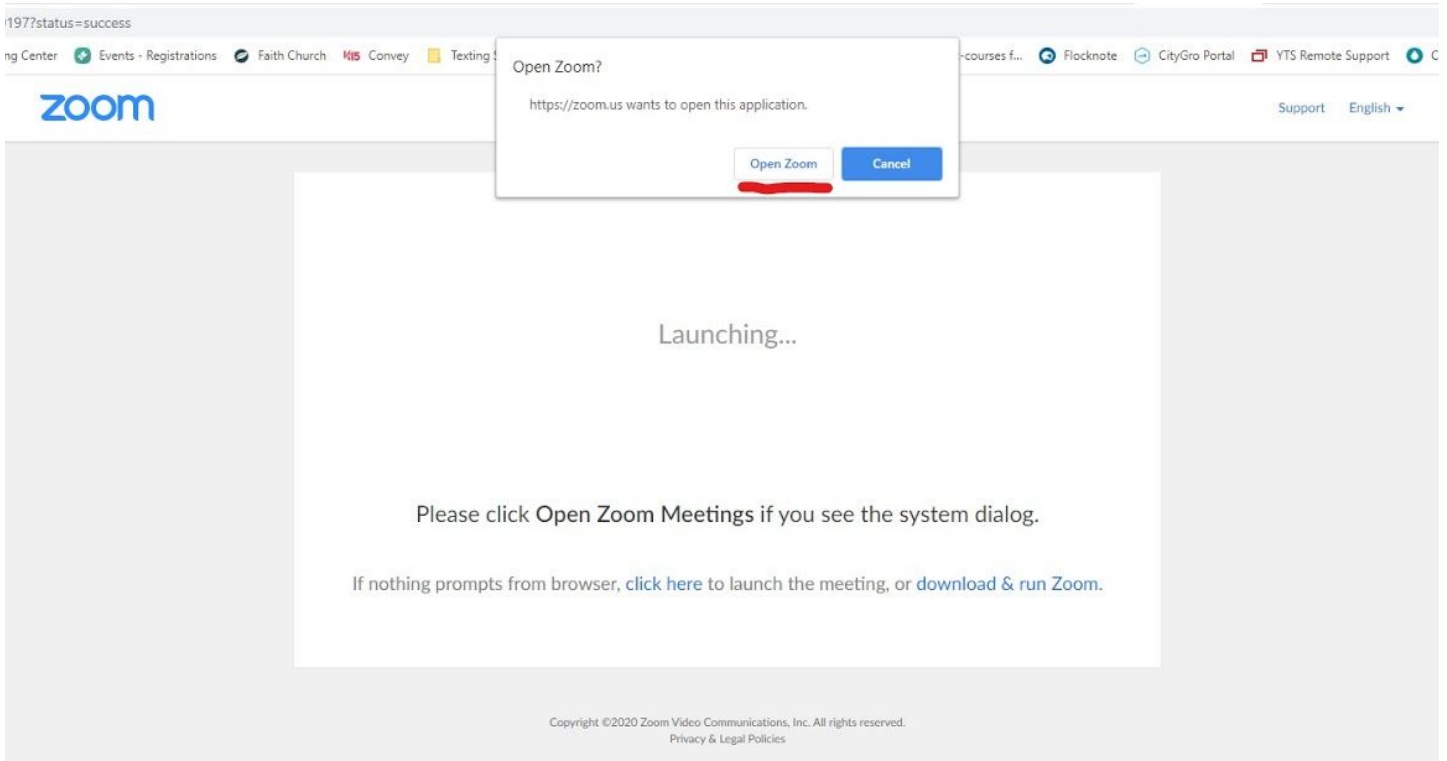 197?status=success
ng Center Events - Registrations Faith Church Convey Texting -courses f... Flocknote CityGro Portal YTS Remote Support
Open Zoom?
https://zoom.us wants to open this application.
Open Zoom Cancel
zoom
Support English
Launching...
Please click Open Zoom Meetings if you see the system dialog.
If nothing prompts from browser, click here to launch the meeting, or download & run Zoom.
Copyright ©2020 Zoom Video Communications, Inc. All rights reserved.
Privacy & Legal Policies